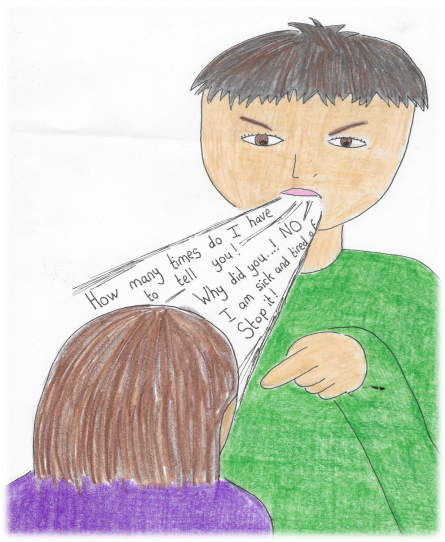 How many times do I have
to tell you!
Why did you...! NO
I am sick and tired of
Stop it!